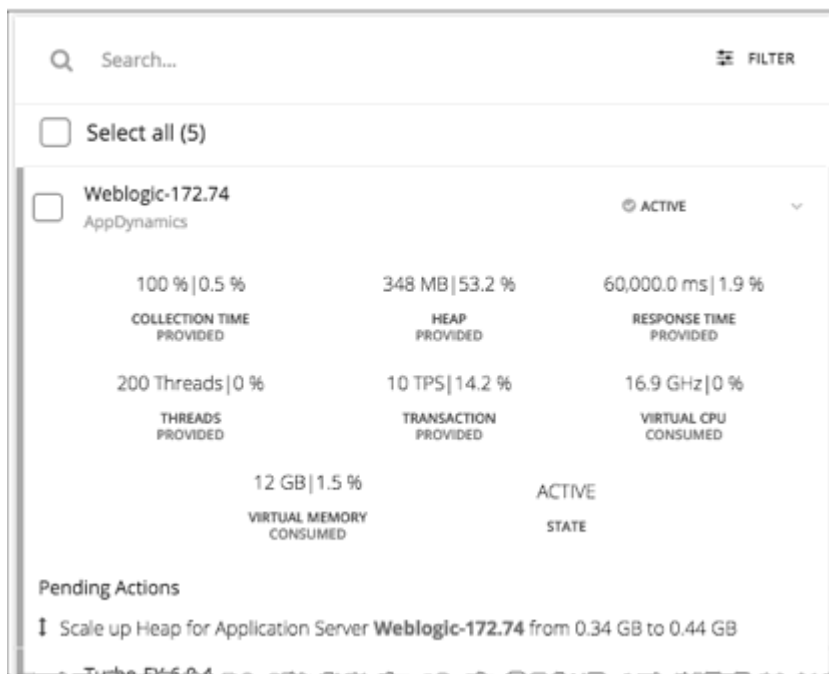 Search...
FILTER
Select all (5)
Weblogic-172.74
AppDynamics
ACTIVE
100 %|0.5 %
348 MB|53.2 %
60,000.0 ms|1.9 %
COLLECTION TIME
HEAP
RESPONSE TIME
PROVIDED
PROVIDED
PROVIDED
200 Threads|0 %
10 TPS|14.2 %
16.9 GHz|0 %
THREADS
TRANSACTION
VIRTUAL CPU
PROVIDED
PROVIDED
CONSUMED
12 GB|1.5 %
ACTIVE
VIRTUAL MEMORY
STATE
CONSUMED
Pending Actions
Scale up Heap for Application Server Weblogic-172.74 from 0.34 GB to 0.44 GB